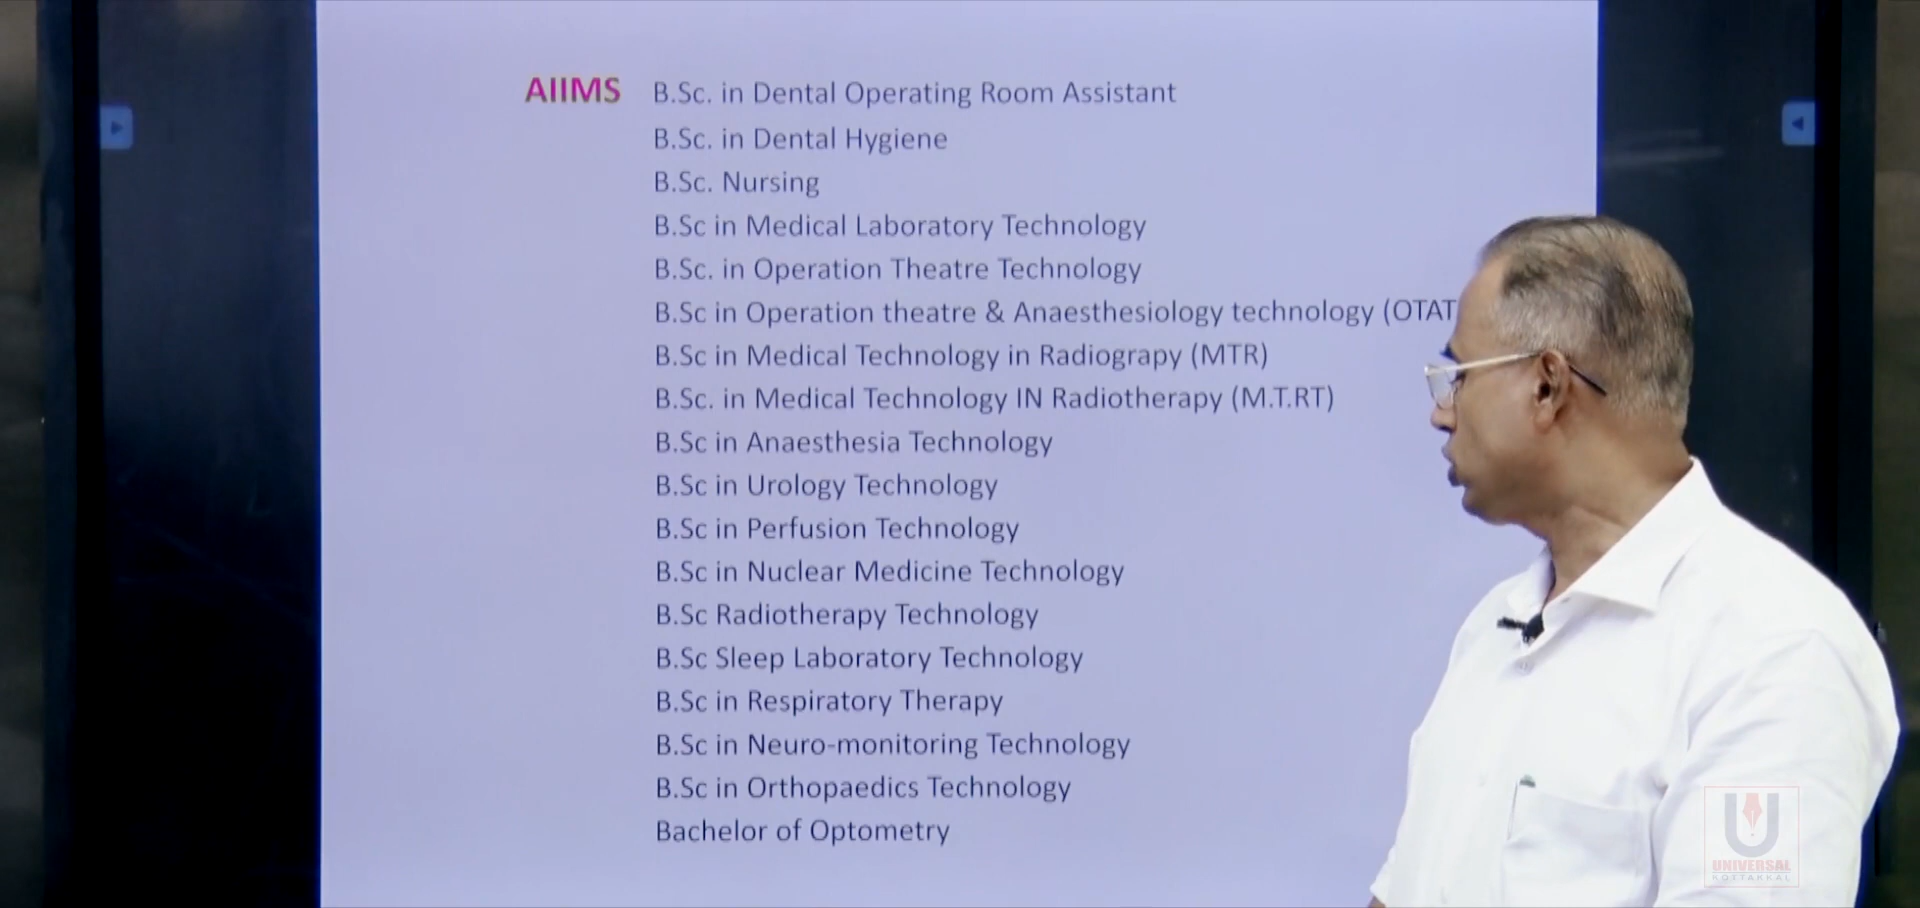 AIIMS B.Sc. in Dental Operating Room Assistant
B.Sc. in Dental Hygiene
B.Sc. Nursing
B.Sc in Medical Laboratory Technology
B.Sc. in Operation Theatre Technology
B.Sc in Operation theatre & Anaesthesiology technology (OTAT
B.Sc in Medical Technology in Radiograpy (MTR)
B.Sc. in Medical Technology IN Radiotherapy (M.T.RT)
B.Sc in Anaesthesia Technology
B.Sc in Urology Technology
B.Sc in Perfusion Technology
B.Sc in Nuclear Medicine Technology
B.Sc Radiotherapy Technology
B.Sc Sleep Laboratory Technology
B.Sc in Respiratory Therapy
B.Sc in Neuro-monitoring Technology
B.Sc in Orthopaedics Technology
Bachelor of Optometry
UNIVERSAL
KOTTAKKAL